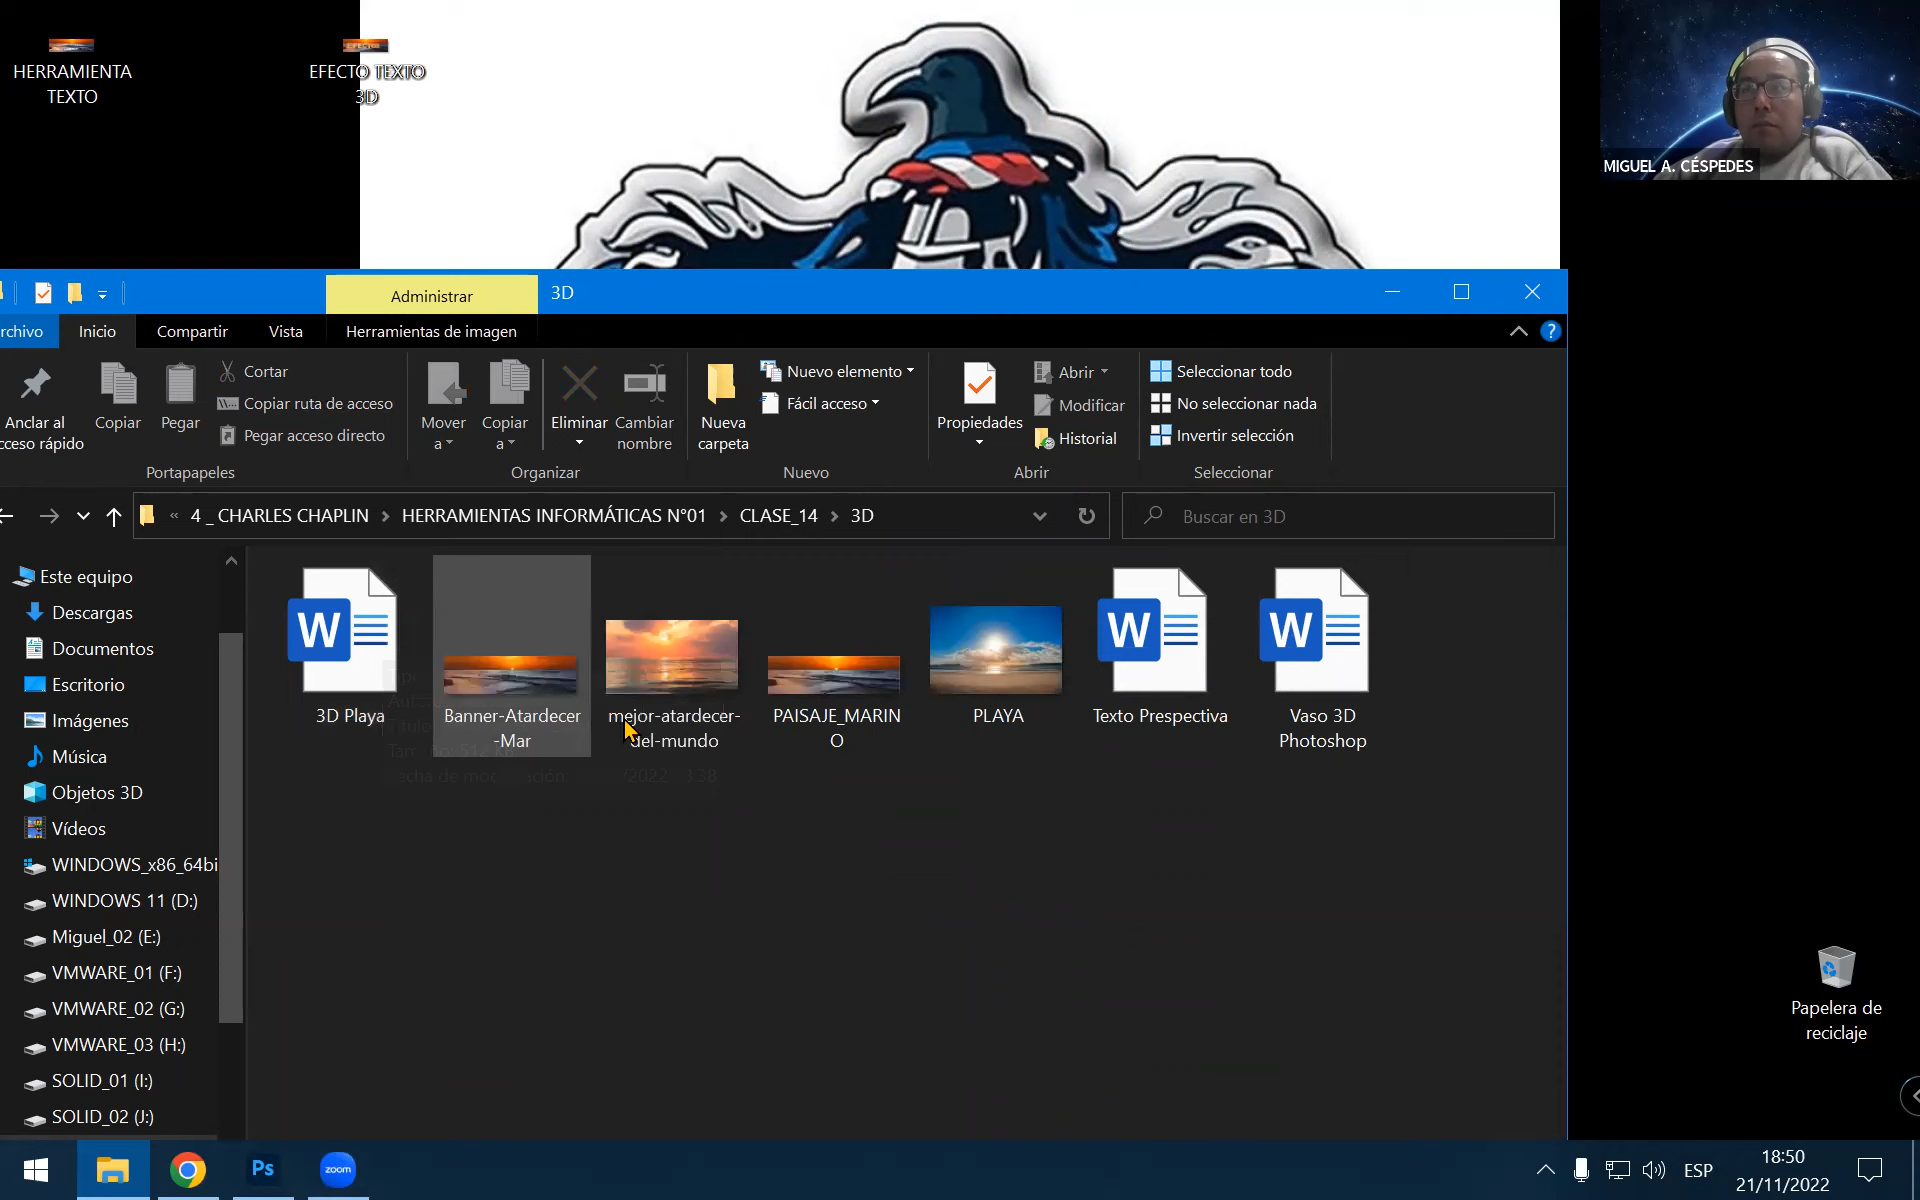 HERRAMIENTA
TEXTO
EFECTO TEXTO
3D
MIGUEL A. CÉSPEDES
Administrar
3D
rchivo
Inicio
Compartir
Vista
Herramientas de imagen
?
Anclar al
cceso rápido
Copiar
Pegar
Cortar
Copiar ruta de acceso
Pegar acceso directo
Portapapeles
Mover
a
Copiar
a
Eliminar
Cambiar
nombre
Organizar
Nueva
carpeta
Nuevo elemento
Fácil acceso
Nuevo
Propiedades
Abrir
Modificar
Historial
Abrir
Seleccionar todo
No seleccionar nada
Invertir selección
Seleccionar
« 4 _ CHARLES CHAPLIN > HERRAMIENTAS INFORMÁTICAS N°01 > CLASE_14 > 3D
Buscar en 3D
Este equipo
Descargas
Documentos
Escritorio
Imágenes
Música
Objetos 3D
Vídeos
WINDOWS_x86_64bi
WINDOWS 11 (D:)
Miguel_02 (E:)
VMWARE_01 (F:)
VMWARE_02 (G:)
VMWARE_03 (H:)
SOLID_01 (I:)
SOLID_02 (J:)
3D Playa
Banner-Atardecer
-Mar
mejor-atardecer-
del-mundo
PAISAJE_MARIN
O
PLAYA
Texto Prespectiva
Vaso 3D
Photoshop
Papelera de
reciclaje
Ps
zoom
ESP
18:50
21/11/2022